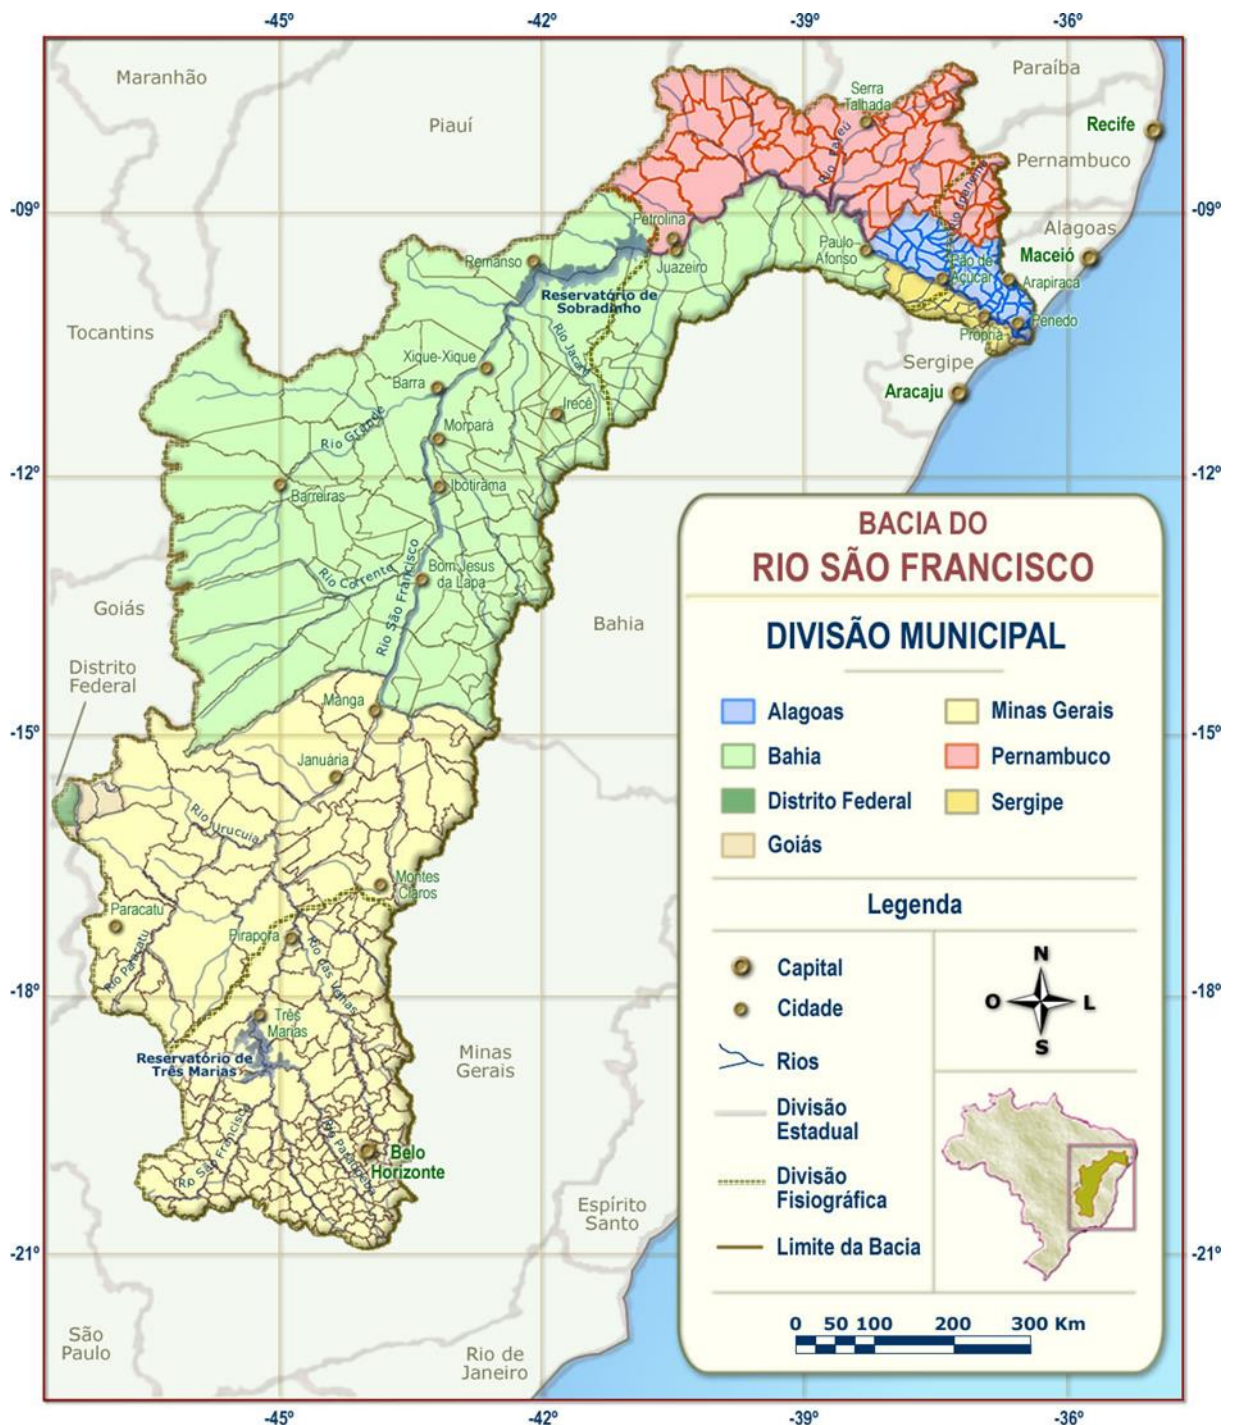 -45º
-42º
-39º
-36º
Maranhão
Piauí
Paraíba
Serra
Talhada
Recife
Rio Pajeú
Pernambuco
Rio Ipanema
-09º
-09º
Petrolina
Alagoas
Maceió
Paulo
Afonso
Remanso
Juazeiro
Pão de
Açúcar
Arapiraca
Reservatório de
Sobradinho
Tocantins
Penedo
Propriá
Rio Jacaré
Xique-Xique
Sergipe
Barra
Aracaju
Irecê
Rio Grande
Morpará
-12º
-12º
Barreiras
Ibotirama
Rio Corrente
Bom Jesus
da Lapa
Rio São Francisco
Goiás
Bahia
Distrito
Federal
Manga
-15º
-15º
Januária
Rio Urucuia
Montes
Claros
Paracatu
Pirapora
Rio Paracatu
Rio das Velhas
-18º
-18º
Três
Marias
Reservatório de
Três Marias
Minas
Gerais
Rio São Francisco
Rio Paraopeba
Belo
Horizonte
Espírito
Santo
-21º
-21º
São
Paulo
Rio de
Janeiro
-45º
-42º
-39º
-36º
BACIA DO
RIO SÃO FRANCISCO
DIVISÃO MUNICIPAL
Alagoas
Minas Gerais
Bahia
Pernambuco
Distrito Federal
Sergipe
Goiás
Legenda
Capital
Cidade
Rios
Divisão
Estadual
Divisão
Fisiográfica
Limite da Bacia
N
O
L
S
0 50 100 200 300 Km